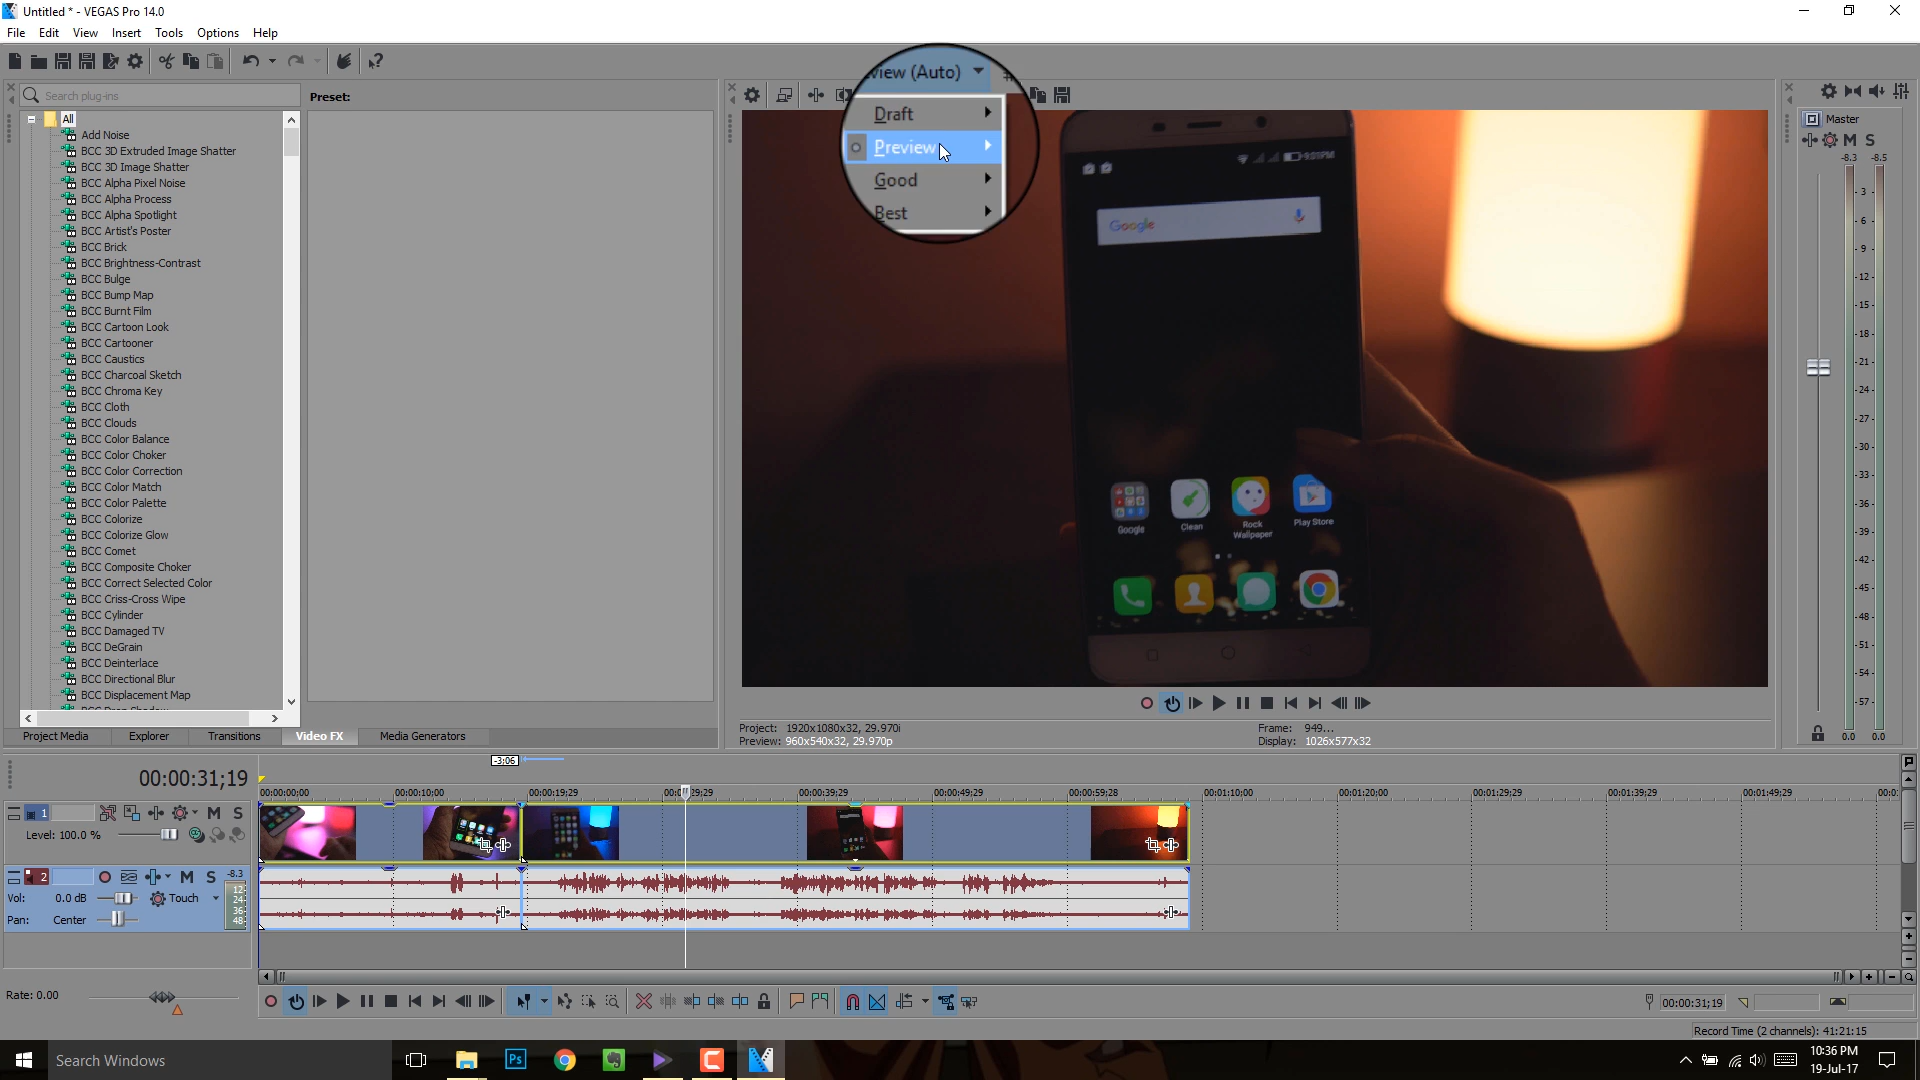 Untitled * - VEGAS Pro 14.0
File Edit View Insert Tools Options Help
view (Auto)
Draft
Preview
Good
Best
Search plug-ins
Preset:
All
Add Noise
BCC 3D Extruded Image Shatter
BCC 3D Image Shatter
BCC Alpha Pixel Noise
BCC Alpha Process
BCC Alpha Spotlight
BCC Artist's Poster
BCC Brick
BCC Brightness-Contrast
BCC Bulge
BCC Bump Map
BCC Burnt Film
BCC Cartoon Look
BCC Cartooner
BCC Caustics
BCC Charcoal Sketch
BCC Chroma Key
BCC Cloth
BCC Clouds
BCC Color Balance
BCC Color Choker
BCC Color Correction
BCC Color Match
BCC Color Palette
BCC Colorize
BCC Colorize Glow
BCC Comet
BCC Composite Choker
BCC Correct Selected Color
BCC Criss-Cross Wipe
BCC Cylinder
BCC Damaged TV
BCC DeGrain
BCC Deinterlace
BCC Directional Blur
BCC Displacement Map
Project Media Explorer Transitions Video FX Media Generators
9:03PM
Google
Google Clean Rock Wallpaper Play Store
Project: 1920x1080x32, 29.970i
Preview: 960x540x32, 29.970p
Frame: 949...
Display: 1026x577x32
Master
M S
-8.3 -8.5
- 3 -
- 6 -
- 9 -
-12-
-15-
-18-
-21-
-24-
-27-
-30-
-33-
-36-
-39-
-42-
-45-
-48-
-51-
-54-
-57-
0.0 0.0
-3:06
00:00:31;19
00:00:00;00 00:00:10;00 00:00:19;29 29;29 00:00:39;29 00:00:49;29 00:00:59;28 00:01:10;00 00:01:20;00 00:01:29;29 00:01:39;29 00:01:49;29 00:0
1 M S
Level: 100.0 %
2 M S -8.3
Vol: 0.0 dB Touch
Pan: Center
12
24
36
48
Rate: 0.00
00:00:31;19
Record Time (2 channels): 41:21:15
Search Windows
Ps
10:36 PM
19-Jul-17